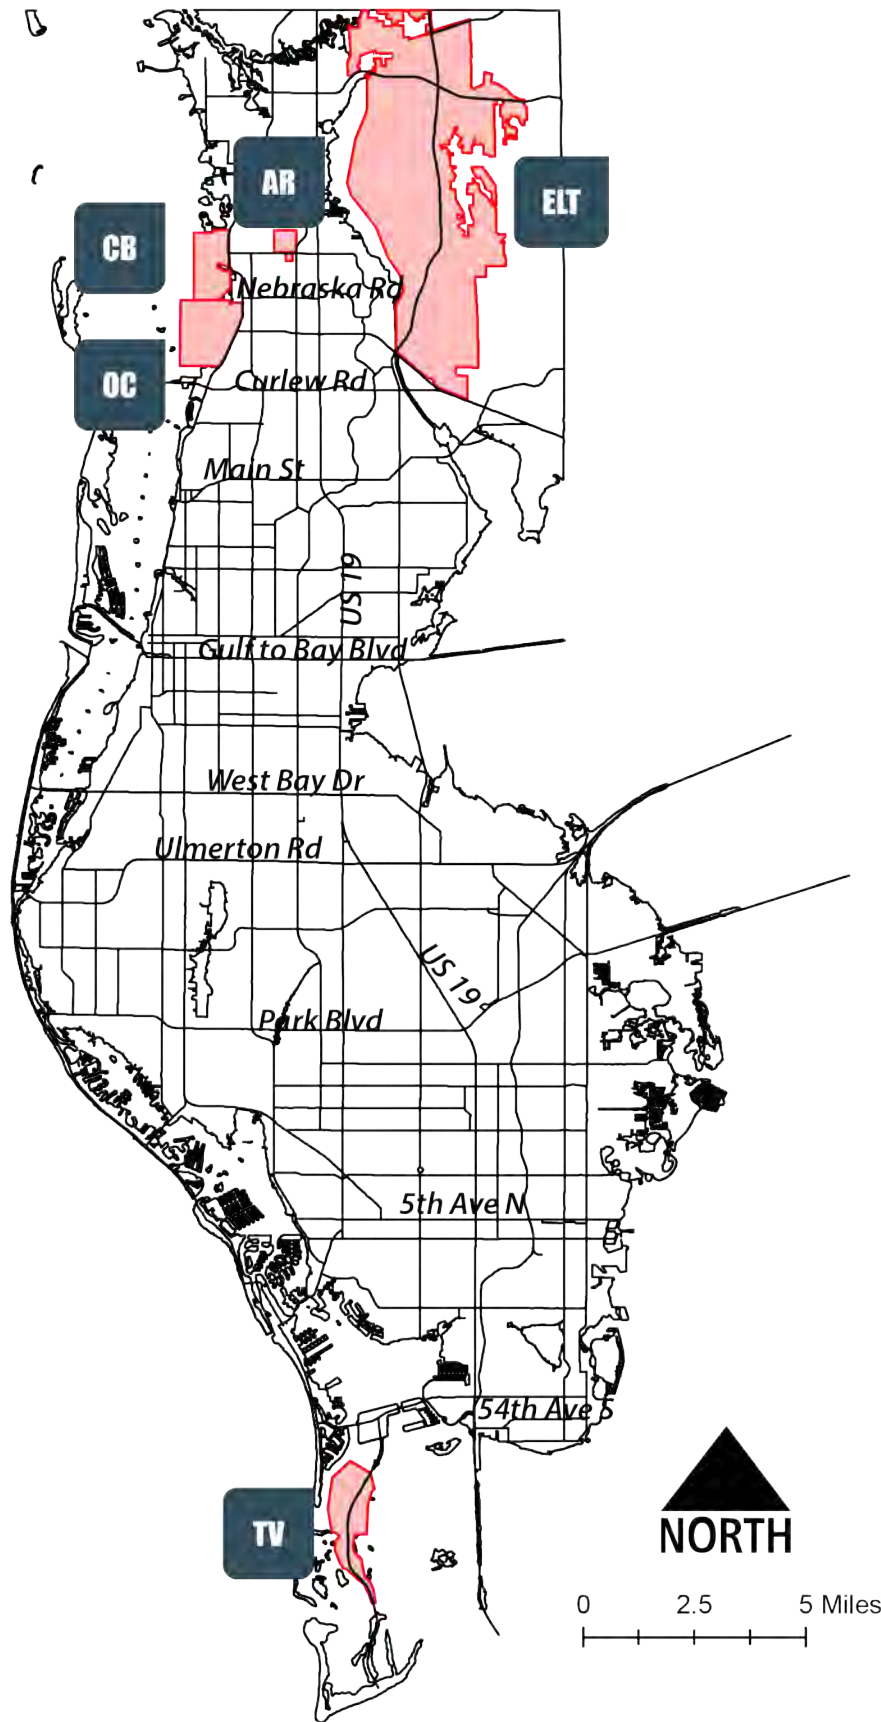 AR
ELT
CB
Nebraska Rd
OC
Curlew Rd
Main St
US 19
Gulf to Bay Blvd
West Bay Dr
Ulmerton Rd
US 19
Park Blvd
5th Ave N
54th Ave S
TV
NORTH
0 2.5 5 Miles